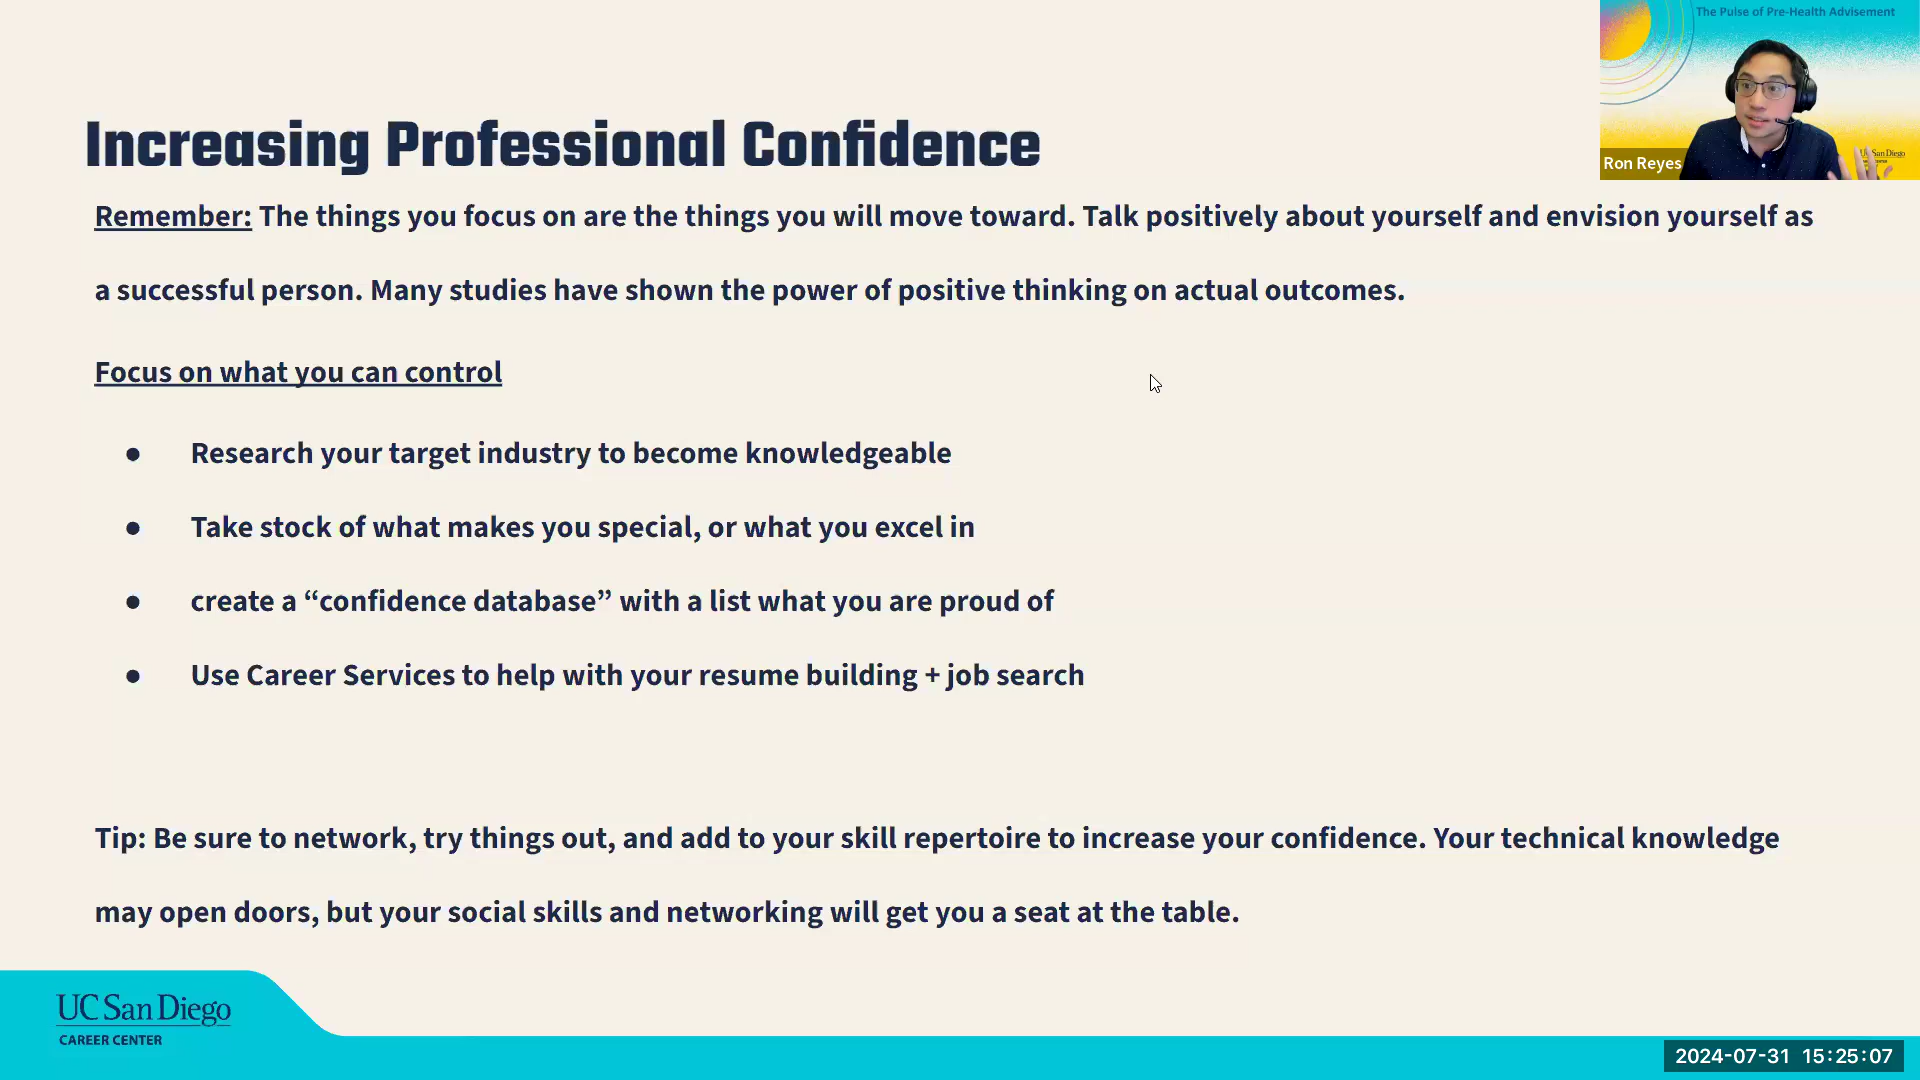 The Pulse of Pre-Health Advisement
Increasing Professional Confidence
Ron Reyes
UC San Diego
Remember: The things you focus on are the things you will move toward. Talk positively about yourself and envision yourself as
a successful person. Many studies have shown the power of positive thinking on actual outcomes.
Focus on what you can control
● Research your target industry to become knowledgeable
● Take stock of what makes you special, or what you excel in
● create a “confidence database” with a list what you are proud of
● Use Career Services to help with your resume building + job search
Tip: Be sure to network, try things out, and add to your skill repertoire to increase your confidence. Your technical knowledge
may open doors, but your social skills and networking will get you a seat at the table.
UC San Diego
CAREER CENTER
2024-07-31 15:25:07